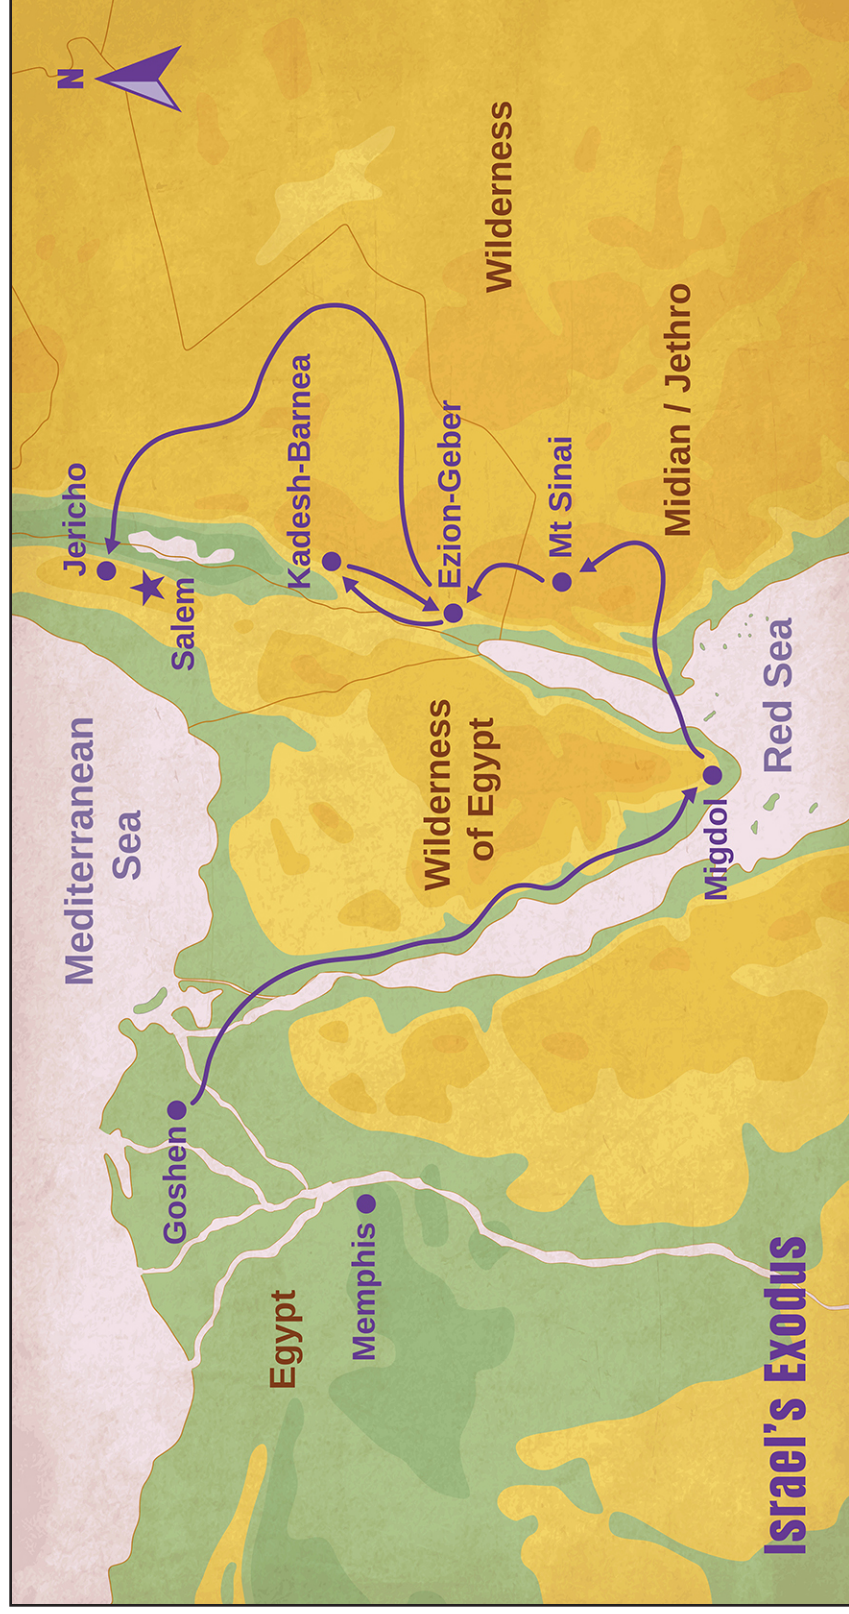 N
Mediterranean
Sea
Jericho
Salem
Goshen
Kadesh-Barnea
Egypt
Memphis
Wilderness
of Egypt
Ezion-Geber
Wilderness
Mt Sinai
Midian / Jethro
Migdol
Red Sea
Israel’s Exodus